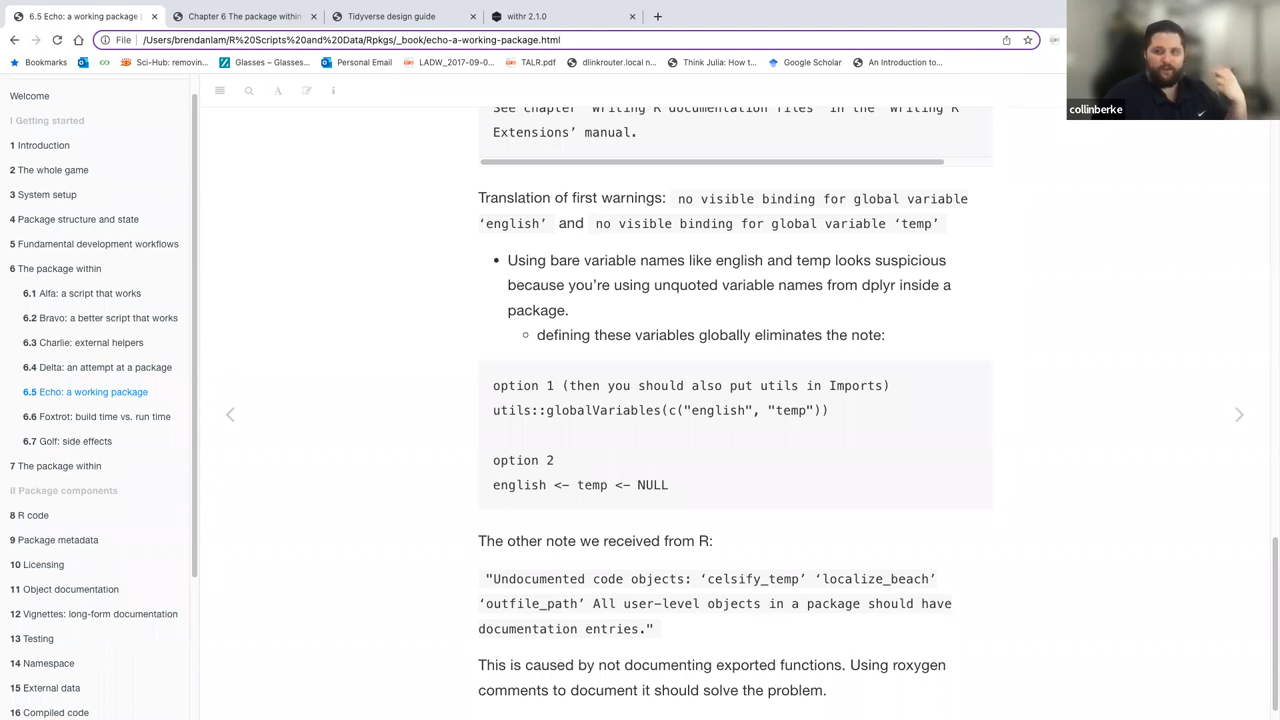 6.5 Echo: a working package |
Chapter 6 The package within
Tidyverse design guide
withr 2.1.0
File
/Users/brendanlam/R%20Scripts%20and%20Data/Rpkgs/_book/echo-a-working-package.html
Bookmarks
Sci-Hub: removin...
Glasses – Glasses...
Personal Email
LADW_2017-09-0...
TALR.pdf
dlinkrouter.local n...
Think Julia: How t...
Google Scholar
An Introduction to...
collinberke
Welcome
I Getting started
1 Introduction
2 The whole game
3 System setup
4 Package structure and state
5 Fundamental development workflows
6 The package within
6.1 Alfa: a script that works
6.2 Bravo: a better script that works
6.3 Charlie: external helpers
6.4 Delta: an attempt at a package
6.5 Echo: a working package
6.6 Foxtrot: build time vs. run time
6.7 Golf: side effects
7 The package within
II Package components
8 R code
9 Package metadata
10 Licensing
11 Object documentation
12 Vignettes: long-form documentation
13 Testing
14 Namespace
15 External data
16 Compiled code
See chapter ‘Writing R documentation files’ in the ‘Writing R
Extensions’ manual.
Translation of first warnings: no visible binding for global variable
‘english’ and no visible binding for global variable ‘temp’
• Using bare variable names like english and temp looks suspicious
because you’re using unquoted variable names from dplyr inside a
package.
◦ defining these variables globally eliminates the note:
option 1 (then you should also put utils in Imports)
utils::globalVariables(c("english", "temp"))
option 2
english <- temp <- NULL
The other note we received from R:
"Undocumented code objects: ‘celsify_temp’ ‘localize_beach’
‘outfile_path’ All user-level objects in a package should have
documentation entries."
This is caused by not documenting exported functions. Using roxygen
comments to document it should solve the problem.